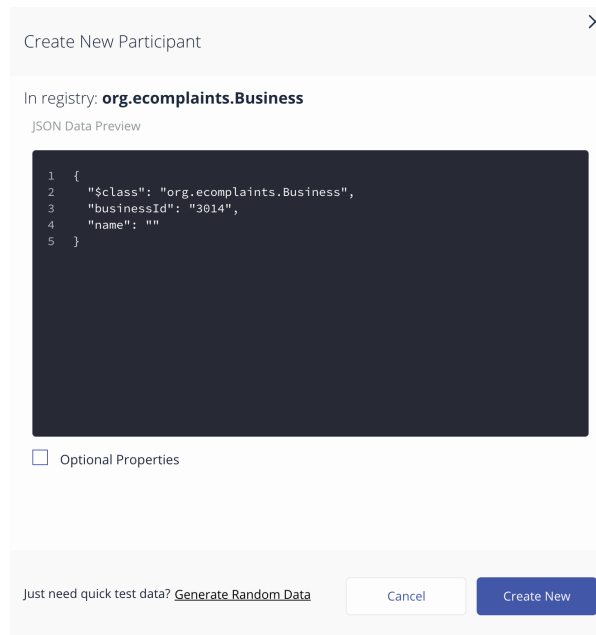 Create New Participant
In registry: org.ecomplaints.Business
JSON Data Preview
1 {
2 "$class": "org.ecomplaints.Business",
3 "businessId": "3014",
4 "name": ""
5 }
Optional Properties
Just need quick test data? Generate Random Data
Cancel
Create New